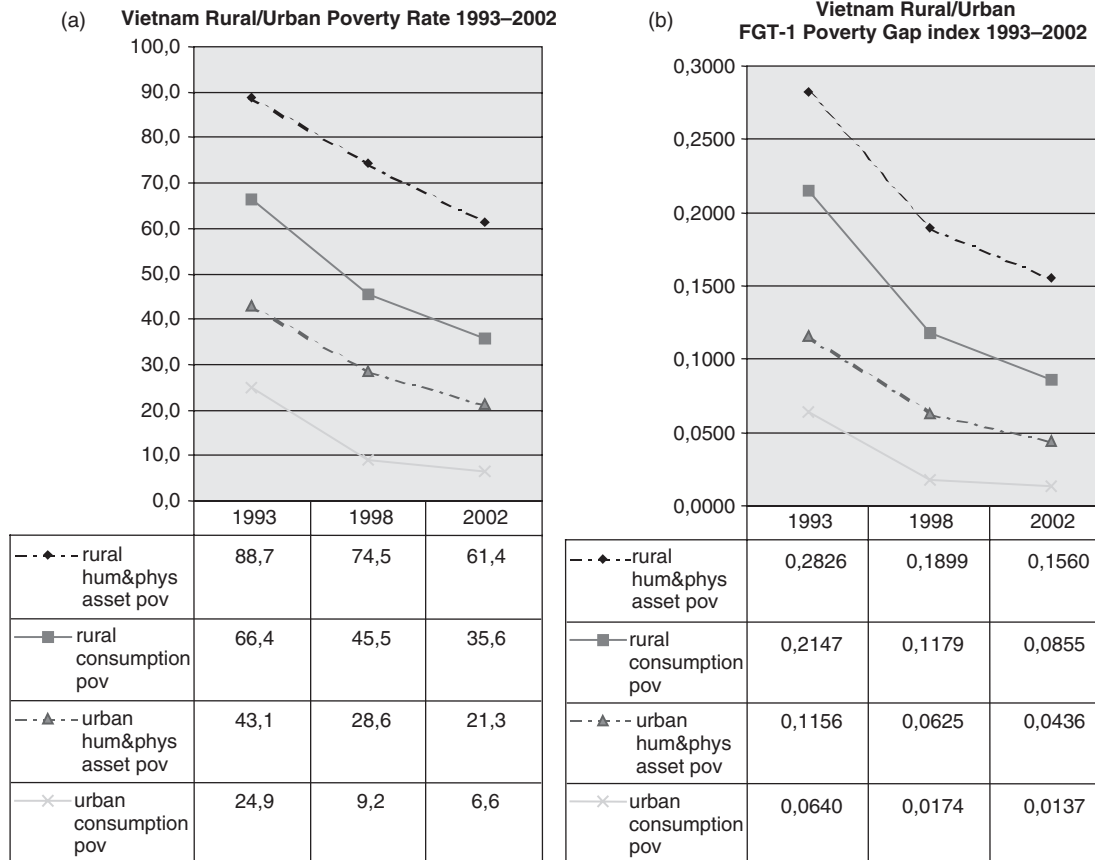 (a)
Vietnam Rural/Urban Poverty Rate 1993–2002
100,0
90,0
80,0
70,0
60,0
50,0
40,0
30,0
20,0
10,0
0,0
1993 1998 2002
rural 88,7 74,5 61,4
hum&phys
asset pov
rural 66,4 45,5 35,6
consumption
pov
urban 43,1 28,6 21,3
hum&phys
asset pov
urban 24,9 9,2 6,6
consumption
pov
(b)
Vietnam Rural/Urban
FGT-1 Poverty Gap index 1993–2002
0,3000
0,2500
0,2000
0,1500
0,1000
0,0500
0,0000
1993 1998 2002
rural 0,2826 0,1899 0,1560
hum&phys
asset pov
rural 0,2147 0,1179 0,0855
consumption
pov
urban 0,1156 0,0625 0,0436
hum&phys
asset pov
urban 0,0640 0,0174 0,0137
consumption
pov